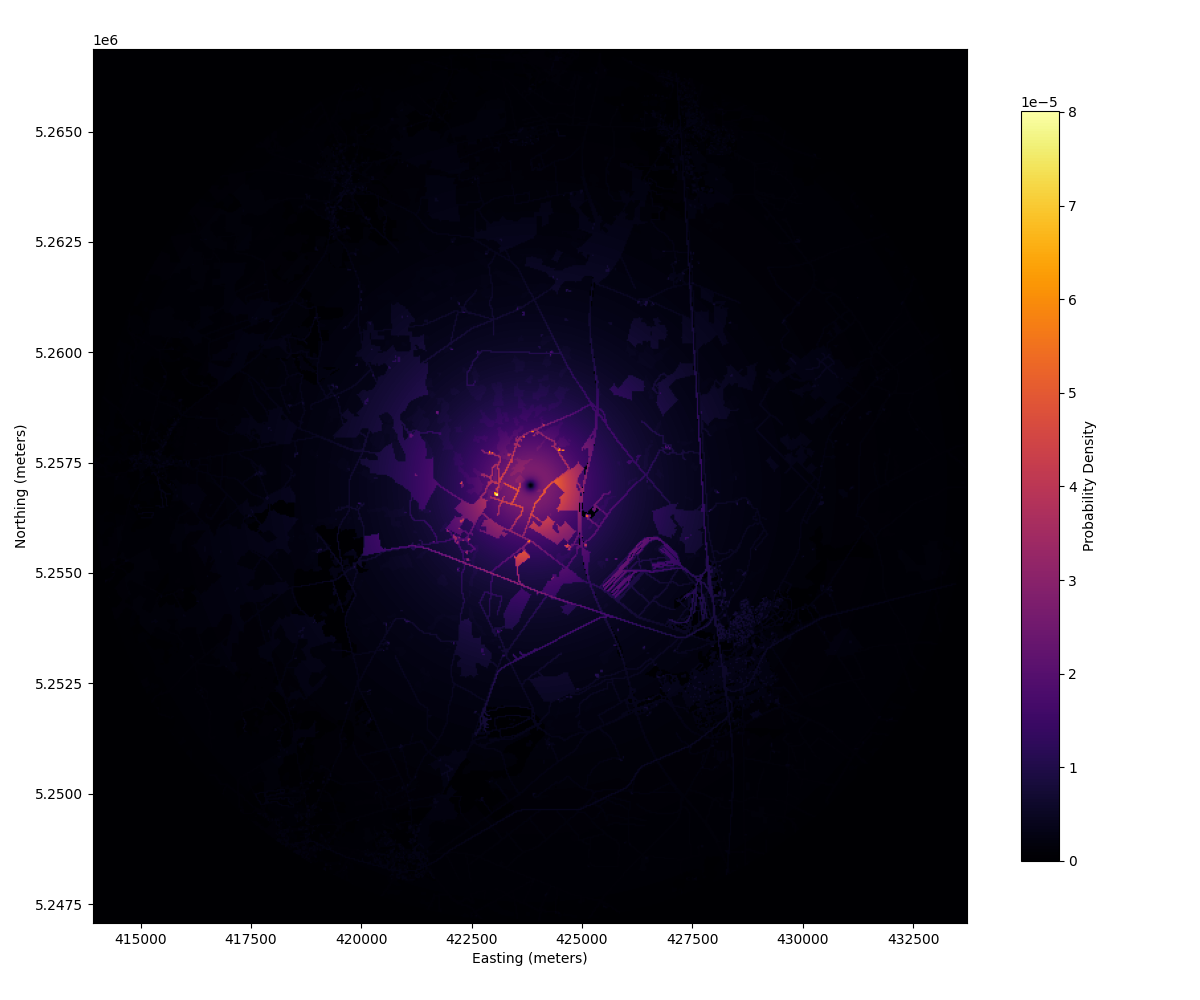 1e6
5.2650
5.2625
5.2600
5.2575
5.2550
5.2525
5.2500
5.2475
Northing (meters)
415000 417500 420000 422500 425000 427500 430000 432500
Easting (meters)
1e−5
8
7
6
5
4
3
2
1
0
Probability Density